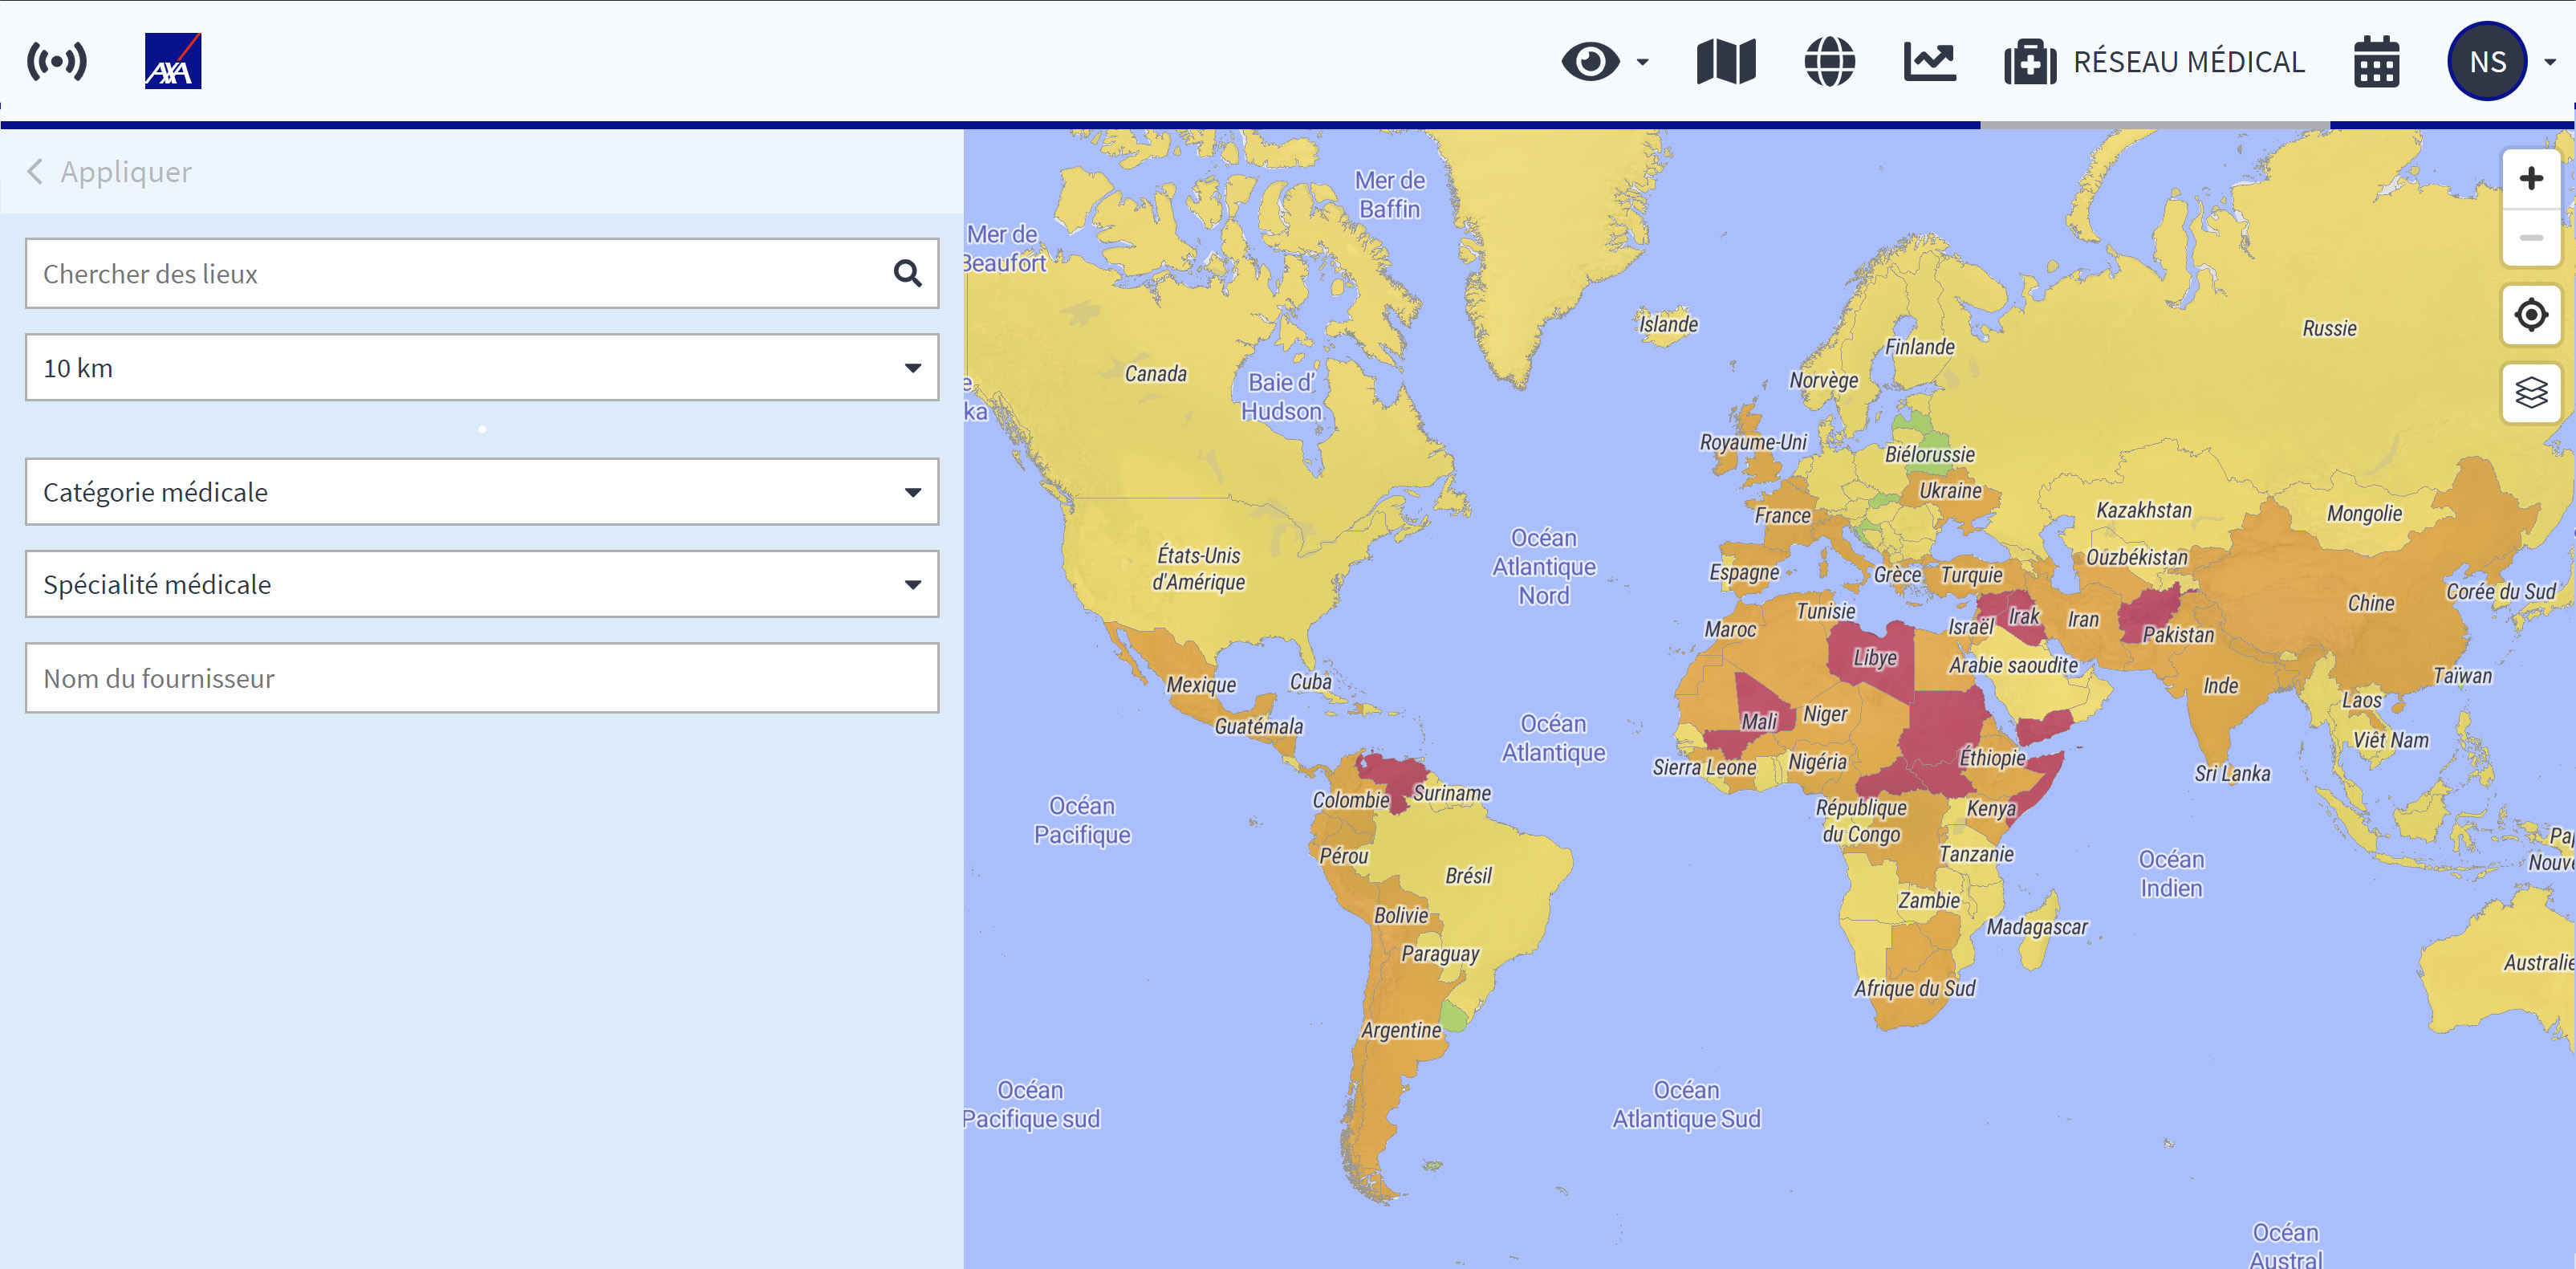 AXA
RÉSEAU MÉDICAL
NS
Appliquer
Chercher des lieux
10 km
Catégorie médicale
Spécialité médicale
Nom du fournisseur
Mer de
Baffin
Mer de
Beaufort
Islande
Russie
Finlande
Canada
Baie d'
Hudson
Norvège
ka
Royaume-Uni
Biélorussie
Ukraine
Kazakhstan
Mongolie
France
Océan
Atlantique
Nord
États-Unis
d'Amérique
Ouzbékistan
Espagne
Grèce
Turquie
Corée du Sud
Chine
Tunisie
Irak
Iran
Maroc
Israël
Pakistan
Libye
Arabie saoudite
Taïwan
Mexique
Cuba
Inde
Laos
Mali
Niger
Guatémala
Océan
Atlantique
Viêt Nam
Sierra Leone
Nigéria
Éthiopie
Sri Lanka
Colombie
Suriname
République
du Congo
Kenya
Océan
Pacifique
Pérou
Tanzanie
Océan
Indien
Pa
Nouv
Brésil
Zambie
Bolivie
Madagascar
Paraguay
Australie
Afrique du Sud
Argentine
Océan
Pacifique sud
Océan
Atlantique Sud
Océan
Austral